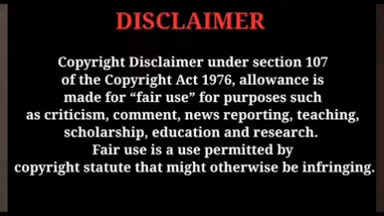 DISCLAIMER
Copyright Disclaimer under section 107
of the Copyright Act 1976, allowance is
made for “fair use” for purposes such
as criticism, comment, news reporting, teaching,
scholarship, education and research.
Fair use is a use permitted by
copyright statute that might otherwise be infringing.